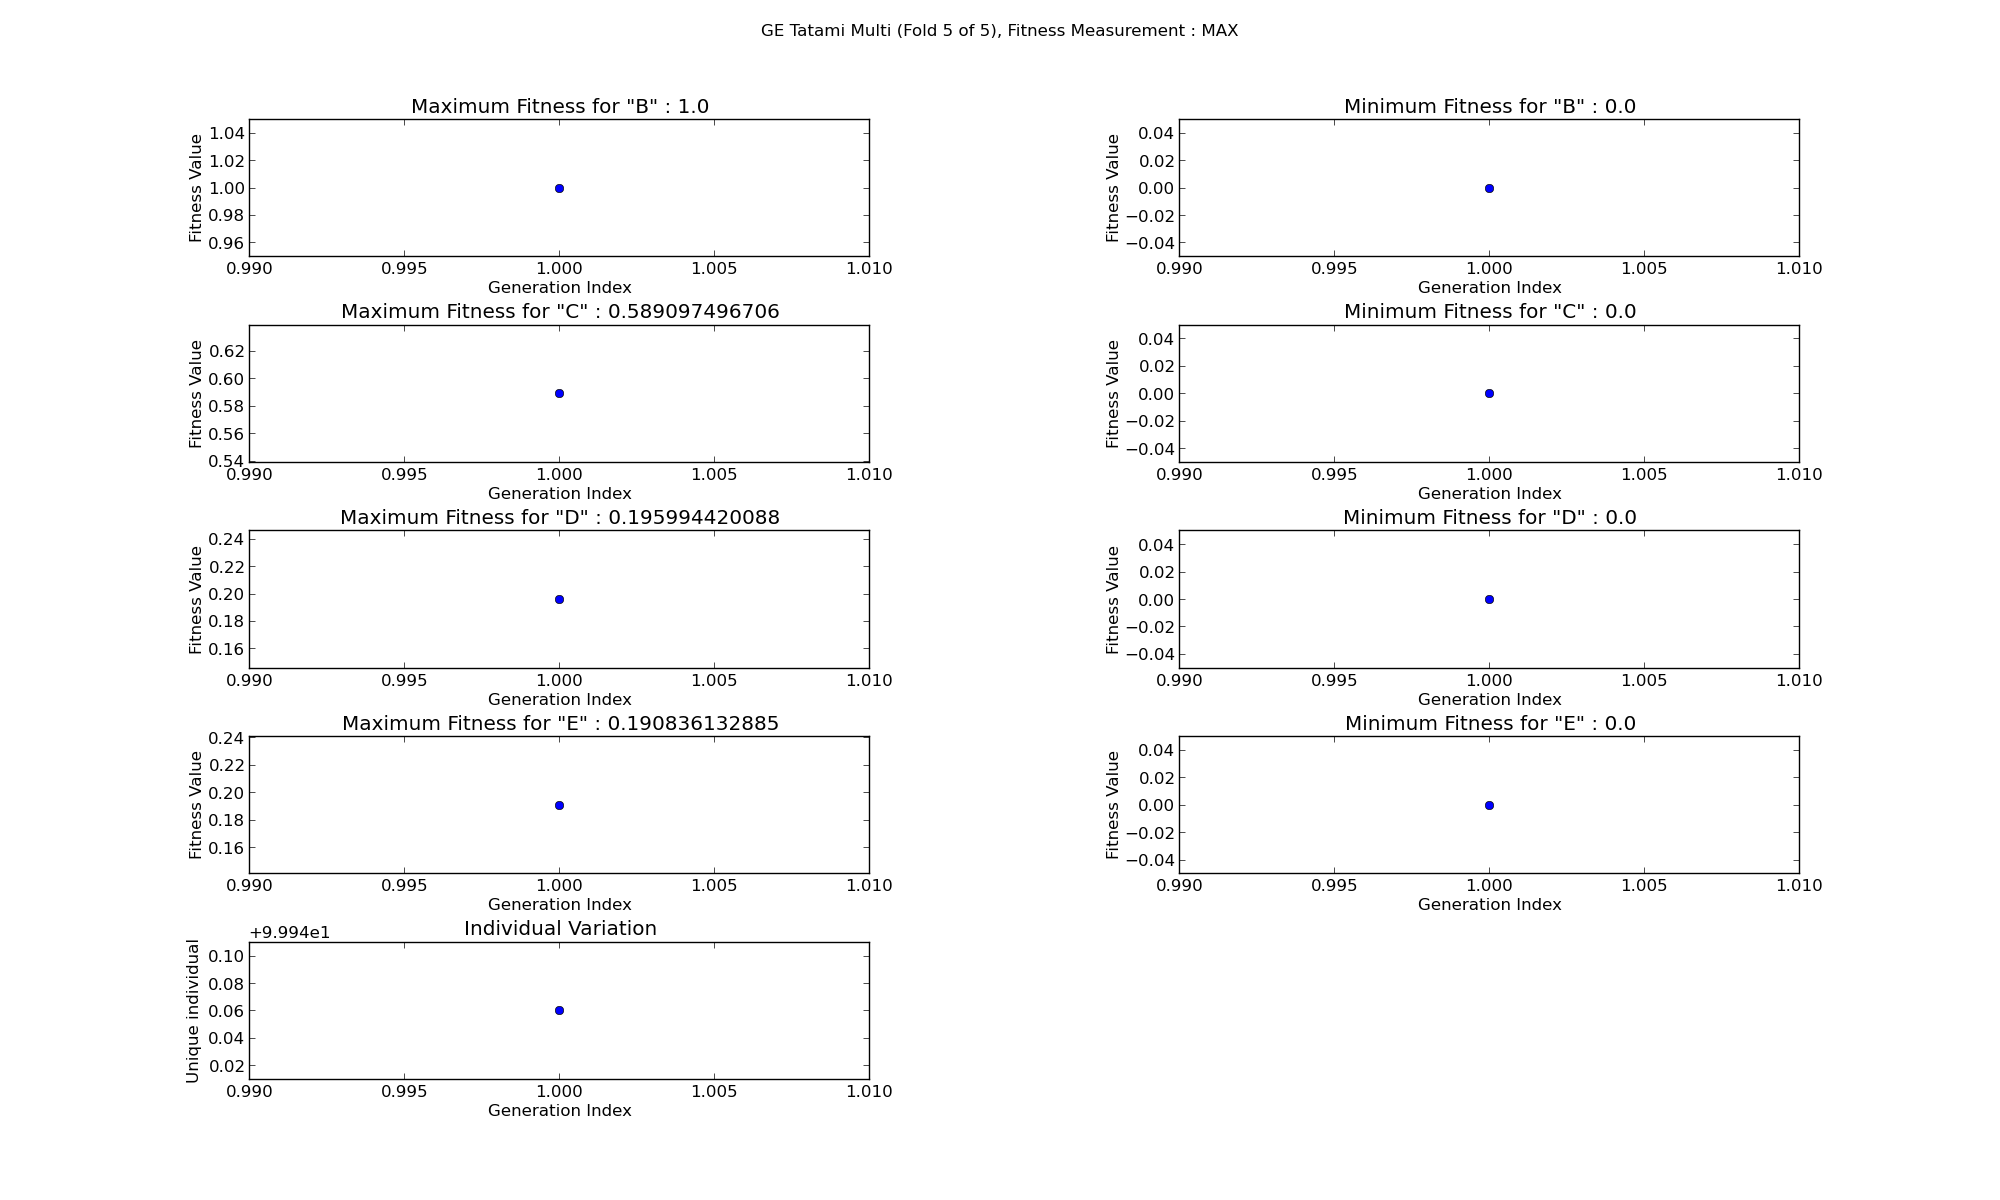 GE Tatami Multi (Fold 5 of 5), Fitness Measurement : MAX
Maximum Fitness for "B" : 1.0
Fitness Value
1.04
1.02
1.00
0.98
0.96
0.990 0.995 1.000 1.005 1.010
Generation Index
Minimum Fitness for "B" : 0.0
Fitness Value
0.04
0.02
0.00
−0.02
−0.04
0.990 0.995 1.000 1.005 1.010
Generation Index
Maximum Fitness for "C" : 0.589097496706
Fitness Value
0.62
0.60
0.58
0.56
0.54
0.990 0.995 1.000 1.005 1.010
Generation Index
Minimum Fitness for "C" : 0.0
Fitness Value
0.04
0.02
0.00
−0.02
−0.04
0.990 0.995 1.000 1.005 1.010
Generation Index
Maximum Fitness for "D" : 0.195994420088
Fitness Value
0.24
0.22
0.20
0.18
0.16
0.990 0.995 1.000 1.005 1.010
Generation Index
Minimum Fitness for "D" : 0.0
Fitness Value
0.04
0.02
0.00
−0.02
−0.04
0.990 0.995 1.000 1.005 1.010
Generation Index
Maximum Fitness for "E" : 0.190836132885
Fitness Value
0.24
0.22
0.20
0.18
0.16
0.990 0.995 1.000 1.005 1.010
Generation Index
Minimum Fitness for "E" : 0.0
Fitness Value
0.04
0.02
0.00
−0.02
−0.04
0.990 0.995 1.000 1.005 1.010
Generation Index
Individual Variation
+9.994e1
Unique individual
0.10
0.08
0.06
0.04
0.02
0.990 0.995 1.000 1.005 1.010
Generation Index